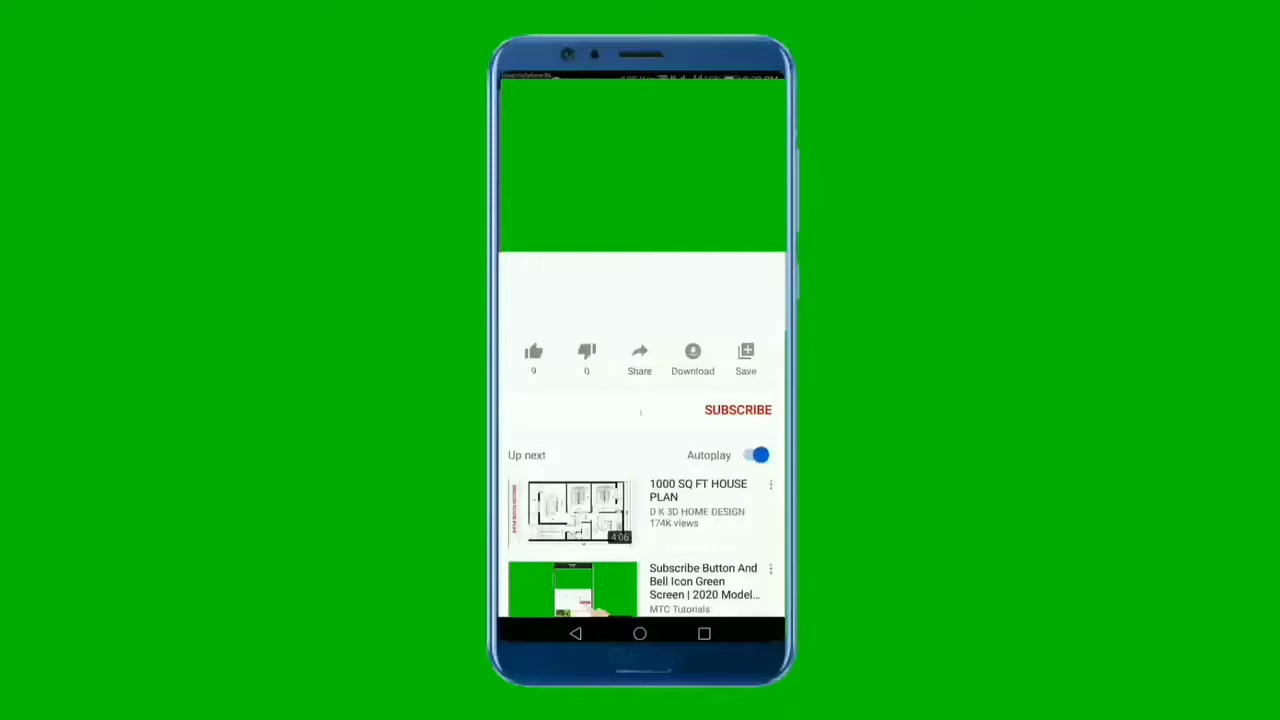 9
0
Share
Download
Save
SUBSCRIBE
Up next
Autoplay
1000 SQ FT HOUSE
PLAN
D K 3D HOME DESIGN
174K views
4:06
Subscribe Button And
Bell Icon Green
Screen | 2020 Model...
MTC Tutorials